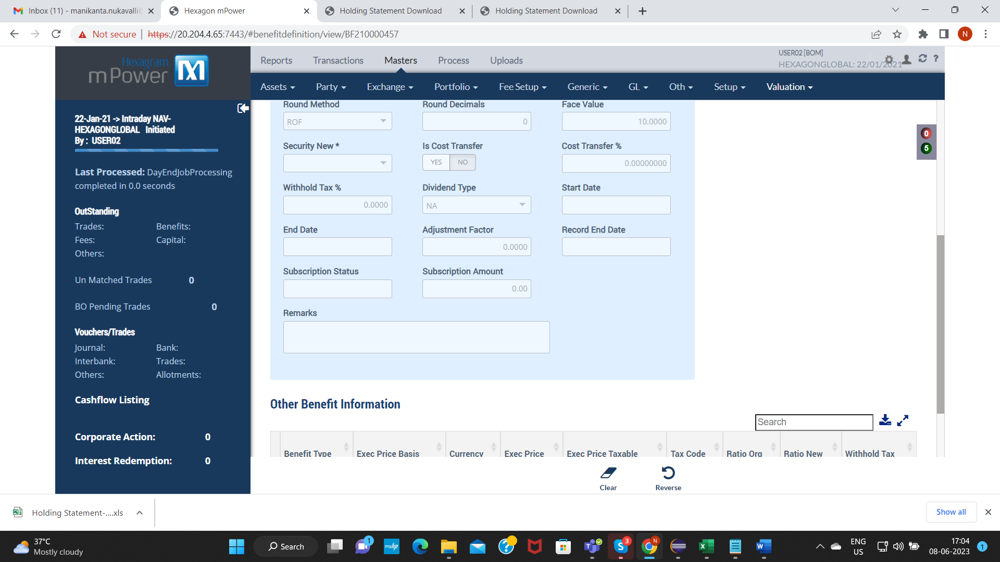 Inbox (11) - manikanta.nukavalli@
Hexagon mPower
Holding Statement Download
Holding Statement Download
Not secure | https://20.204.4.65:7443/#benefitdefinition/view/BF210000457
N
Hexagram
mPower
Reports Transactions Masters Process Uploads
USER02 [BOM]
HEXAGONGLOBAL: 22/01/2021
?
Assets Party Exchange Portfolio Fee Setup Generic GL Oth Setup Valuation
22-Jan-21 -> Intraday NAV-
HEXAGONGLOBAL Initiated
By : USER02
Last Processed: DayEndJobProcessing
completed in 0.0 seconds
OutStanding
Trades: Benefits:
Fees: Capital:
Others:
Un Matched Trades 0
BO Pending Trades 0
Vouchers/Trades
Journal: Bank:
Interbank: Trades:
Others: Allotments:
Cashflow Listing
Corporate Action: 0
Interest Redemption: 0
Round Method Round Decimals Face Value
ROF 0 10.0000
Security New * Is Cost Transfer Cost Transfer %
YES NO 0.00000000
Withhold Tax % Dividend Type Start Date
0.0000 NA
End Date Adjustment Factor Record End Date
0.0000
Subscription Status Subscription Amount
0.00
Remarks
0
5
Other Benefit Information
Search
Benefit Type Exec Price Basis Currency Exec Price Exec Price Taxable Tax Code Ratio Org Ratio New Withhold Tax
Clear Reverse
Holding Statement-....xls
Show all
37°C
Mostly cloudy
Search
1
myhp
3
N
ENG
US
17:04
08-06-2023
1